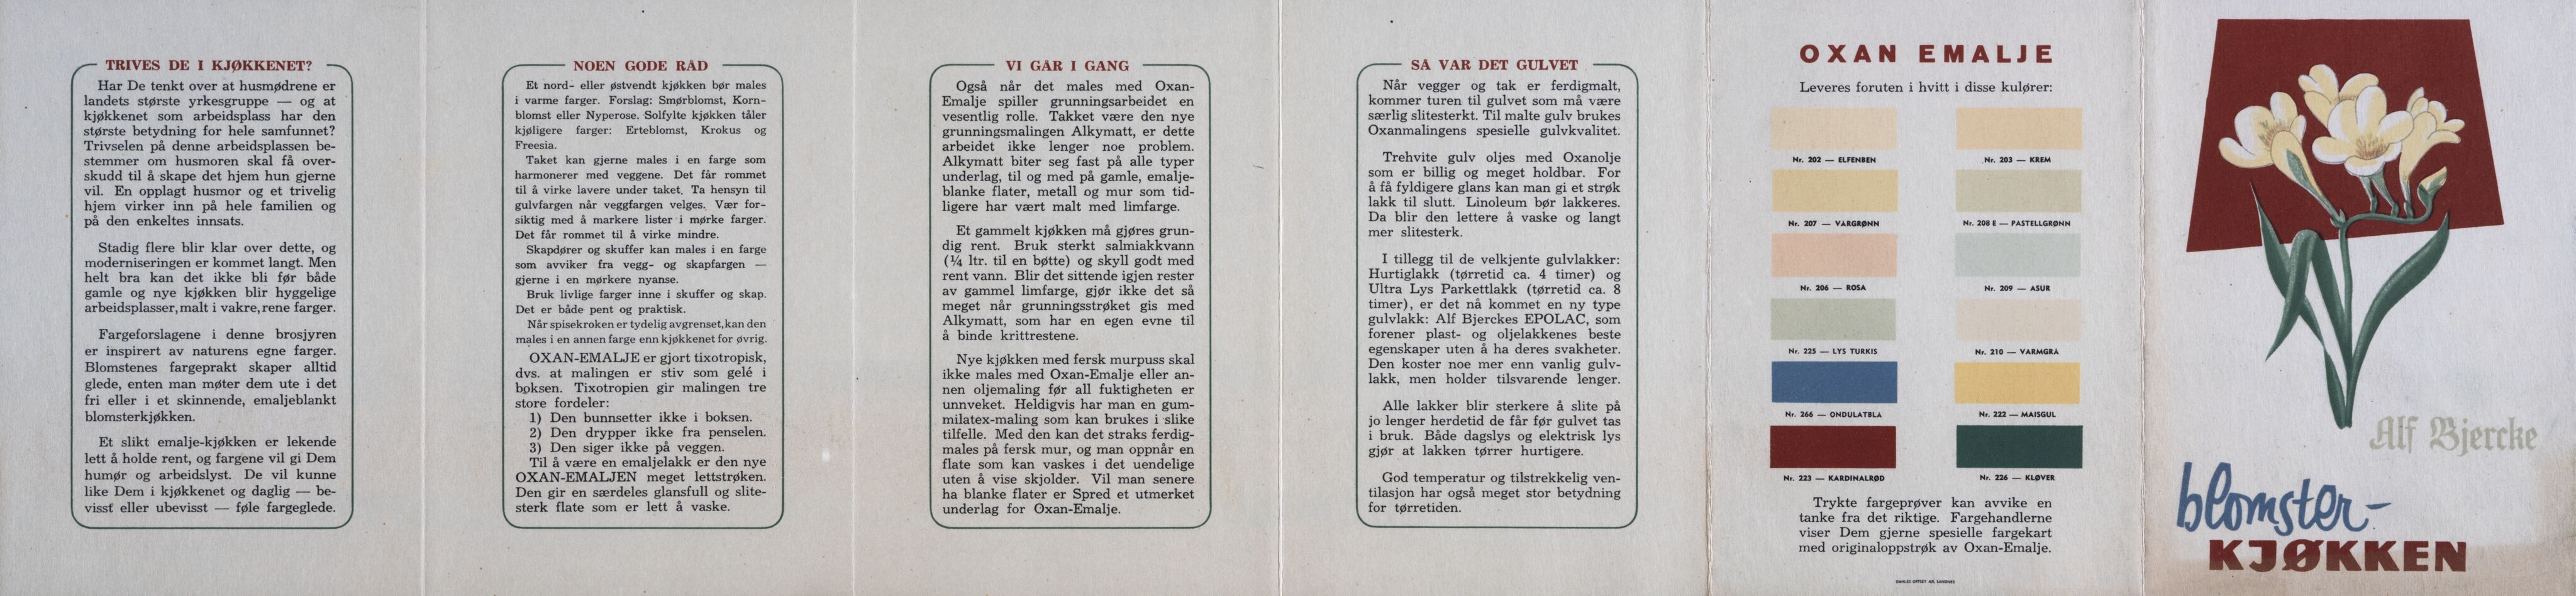 TRIVES DE I KJØKKENET?
Har De tenkt over at husmødrene er
landets største yrkesgruppe — og at
kjøkkenet som arbeidsplass har den
største betydning for hele samfunnet?
Trivselen på denne arbeidsplassen be-
stemmer om husmoren skal få over-
skudd til å skape det hjem hun gjerne
vil. En opplagt husmor og et trivelig
hjem virker inn på hele familien og
på den enkeltes innsats.
Stadig flere blir klar over dette, og
moderniseringen er kommet langt. Men
helt bra kan det ikke bli før både
gamle og nye kjøkken blir hyggelige
arbeidsplasser, malt i vakre, rene farger.
Fargeforslagene i denne brosjyren
er inspirert av naturens egne farger.
Blomstenes fargeprakt skaper alltid
glede, enten man møter dem ute i det
fri eller i et skinnende, emaljeblankt
blomsterkjøkken.
Et slikt emalje-kjøkken er lekende
lett å holde rent, og fargene vil gi Dem
humør og arbeidslyst. De vil kunne
like Dem i kjøkkenet og daglig — be-
visst eller ubevisst — føle fargeglede.
NOEN GODE RÅD
Et nord- eller østvendt kjøkken bør males
i varme farger. Forslag: Smørblomst, Korn-
blomst eller Nyperose. Solfylte kjøkken tåler
kjøligere farger: Erteblomst, Krokus og
Freesia.
Taket kan gjerne males i en farge som
harmonerer med veggene. Det får rommet
til å virke lavere under taket. Ta hensyn til
gulvfargen når veggfargen velges. Vær for-
siktig med å markere lister i mørke farger.
Det får rommet til å virke mindre.
Skapdører og skuffer kan males i en farge
som avviker fra vegg- og skapfargen —
gjerne i en mørkere nyanse.
Bruk livlige farger inne i skuffer og skap.
Det er både pent og praktisk.
Når spisekroken er tydelig avgrenset, kan den
males i en annen farge enn kjøkkenet for øvrig.
OXAN-EMALJE er gjort tixotropisk,
dvs. at malingen er stiv som gelé i
boksen. Tixotropien gir malingen tre
store fordeler:
1) Den bunnsetter ikke i boksen.
2) Den drypper ikke fra penselen.
3) Den siger ikke på veggen.
Til å være en emaljelakk er den nye
OXAN-EMALJEN meget lettstrøken.
Den gir en særdeles glansfull og slite-
sterk flate som er lett å vaske.
VI GÅR I GANG
Også når det males med Oxan-
Emalje spiller grunningsarbeidet en
vesentlig rolle. Takket være den nye
grunningsmalingen Alkymatt, er dette
arbeidet ikke lenger noe problem.
Alkymatt biter seg fast på alle typer
underlag, til og med på gamle, emalje-
blanke flater, metall og mur som tid-
ligere har vært malt med limfarge.
Et gammelt kjøkken må gjøres grun-
dig rent. Bruk sterkt salmiakkvann
(¼ ltr. til en bøtte) og skyll godt med
rent vann. Blir det sittende igjen rester
av gammel limfarge, gjør ikke det så
meget når grunningsstrøket gis med
Alkymatt, som har en egen evne til
å binde krittrestene.
Nye kjøkken med fersk murpuss skal
ikke males med Oxan-Emalje eller an-
nen oljemaling før all fuktigheten er
unnveket. Heldigvis har man en gum-
milatex-maling som kan brukes i slike
tilfelle. Med den kan det straks ferdig-
males på fersk mur, og man oppnår en
flate som kan vaskes i det uendelige
uten å vise skjolder. Vil man senere
ha blanke flater er Spred et utmerket
underlag for Oxan-Emalje.
SÅ VAR DET GULVET
Når vegger og tak er ferdigmalt,
kommer turen til gulvet som må være
særlig slitesterkt. Til malte gulv brukes
Oxanmalingens spesielle gulvkvalitet.
Trehvite gulv oljes med Oxanolje
som er billig og meget holdbar. For
å få fyldigere glans kan man gi et strøk
lakk til slutt. Linoleum bør lakkeres.
Da blir den lettere å vaske og langt
mer slitesterk.
I tillegg til de velkjente gulvlakker:
Hurtiglakk (tørretid ca. 4 timer) og
Ultra Lys Parkettlakk (tørretid ca. 8
timer), er det nå kommet en ny type
gulvlakk: Alf Bjerckes EPOLAC, som
forener plast- og oljelakkenes beste
egenskaper uten å ha deres svakheter.
Den koster noe mer enn vanlig gulv-
lakk, men holder tilsvarende lenger.
Alle lakker blir sterkere å slite på
jo lenger herdetid de får før gulvet tas
i bruk. Både dagslys og elektrisk lys
gjør at lakken tørrer hurtigere.
God temperatur og tilstrekkelig ven-
tilasjon har også meget stor betydning
for tørretiden.
OXAN EMALJE
Leveres foruten i hvitt i disse kulører:
Nr. 202 — ELFENBEN
Nr. 203 — KREM
Nr. 207 — VÅRGRØNN
Nr. 208 E — PASTELLGRØNN
Nr. 206 — ROSA
Nr. 209 — ASUR
Nr. 225 — LYS TURKIS
Nr. 210 — VARMGRÅ
Nr. 266 — ONDULATBLÅ
Nr. 222 — MAISGUL
Nr. 223 — KARDINALRØD
Nr. 226 — KLØVER
Trykte fargeprøver kan avvike en
tanke fra det riktige. Fargehandlerne
viser Dem gjerne spesielle fargekart
med originaloppstrøk av Oxan-Emalje.
Alf Bjercke
blomster-
KJØKKEN